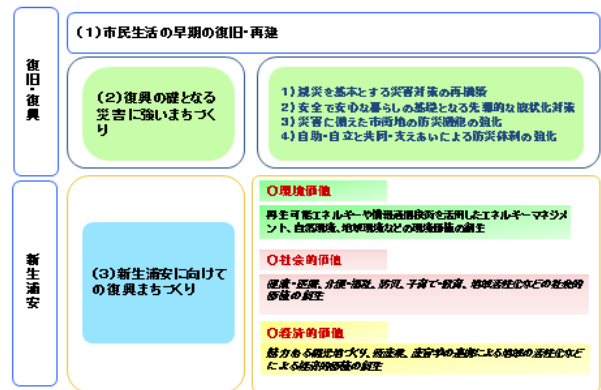 復旧・復興
(1)市民生活の早期の復旧・再建
(2)復興の礎となる
災害に強いまちづく
り
1)減災を基本とする災害対策の再構築
2)安全で安心な暮らしの基礎となる先導的な液状化対策
3)災害に備えた市街地の防災機能の強化
4)自助・自立と共同・支えあいによる防災体制の強化
新生浦安
(3)新生浦安に向けて
の復興まちづくり
〇環境価値
再生可能エネルギーや情報通信技術を活用したエネルギーマネジメ
ント、自然環境、地球環境などの環境価値の創生
〇社会的価値
健康・医療、介護・福祉、防災、子育て・教育、地域活性化などの社会的
価値の創生
〇経済的価値
魅力ある観光地づくり、産学官の連携による地域の活性化など
による経済的価値の創生